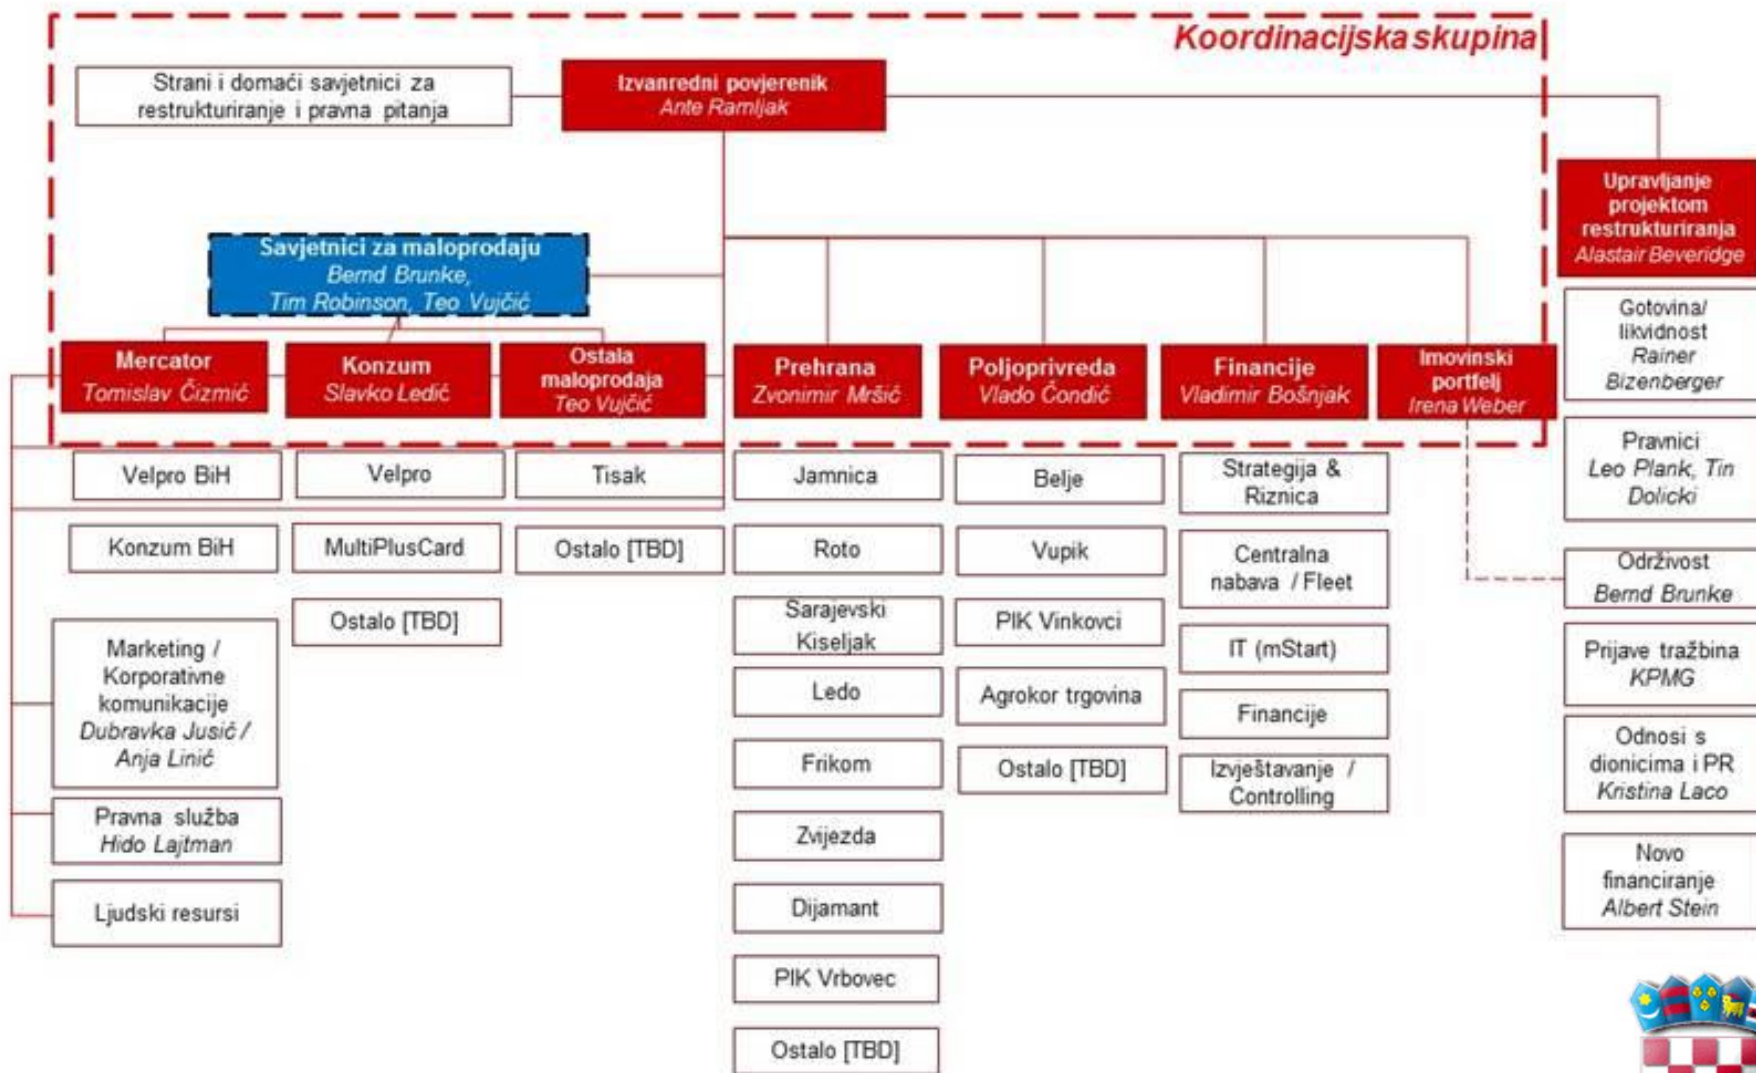 Koordinacijska skupina
Strani i domaći savjetnici za
restrukturiranje i pravna pitanja
Izvanredni povjerenik
Ante Ramljak
Upravljanje
projektom
restrukturiranja
Alastair Beveridge
Savjetnici za maloprodaju
Bernd Brunke,
Tim Robinson, Teo Vujčić
Mercator
Tomislav Čizmić
Konzum
Slavko Ledić
Ostala
maloprodaja
Teo Vujčić
Prehrana
Zvonimir Mršić
Poljoprivreda
Vlado Čondić
Financije
Vladimir Bošnjak
Imovinski
portfelj
Irena Weber
Velpro BiH
Konzum BiH
Marketing /
Korporativne
komunikacije
Dubravka Jusić /
Anja Linić
Pravna služba
Hido Lajtman
Ljudski resursi
Velpro
MultiPlusCard
Ostalo [TBD]
Tisak
Ostalo [TBD]
Jamnica
Roto
Sarajevski
Kiseljak
Ledo
Frikom
Zvijezda
Dijamant
PIK Vrbovec
Ostalo [TBD]
Belje
Vupik
PIK Vinkovci
Agrokor trgovina
Ostalo [TBD]
Strategija &
Riznica
Centralna
nabava / Fleet
IT (mStart)
Financije
Izvještavanje /
Controlling
Gotovina/
likvidnost
Rainer
Bizenberger
Pravnici
Leo Plank, Tin
Dolicki
Održivost
Bernd Brunke
Prijave tražbina
KPMG
Odnosi s
dionicima i PR
Kristina Laco
Novo
financiranje
Albert Stein